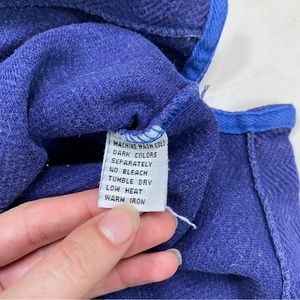 MACHINE WASH COLD
DARK COLORS
SEPARATELY
NO BLEACH
TUMBLE DRY
LOW HEAT
WARM IRON